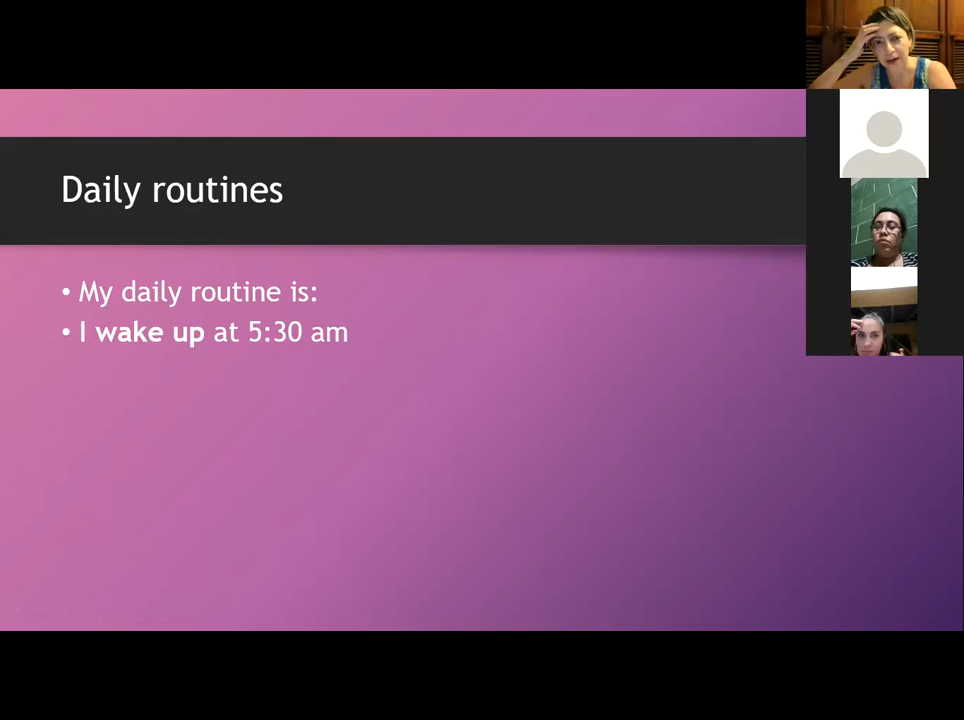 Daily routines
• My daily routine is:
• I wake up at 5:30 am